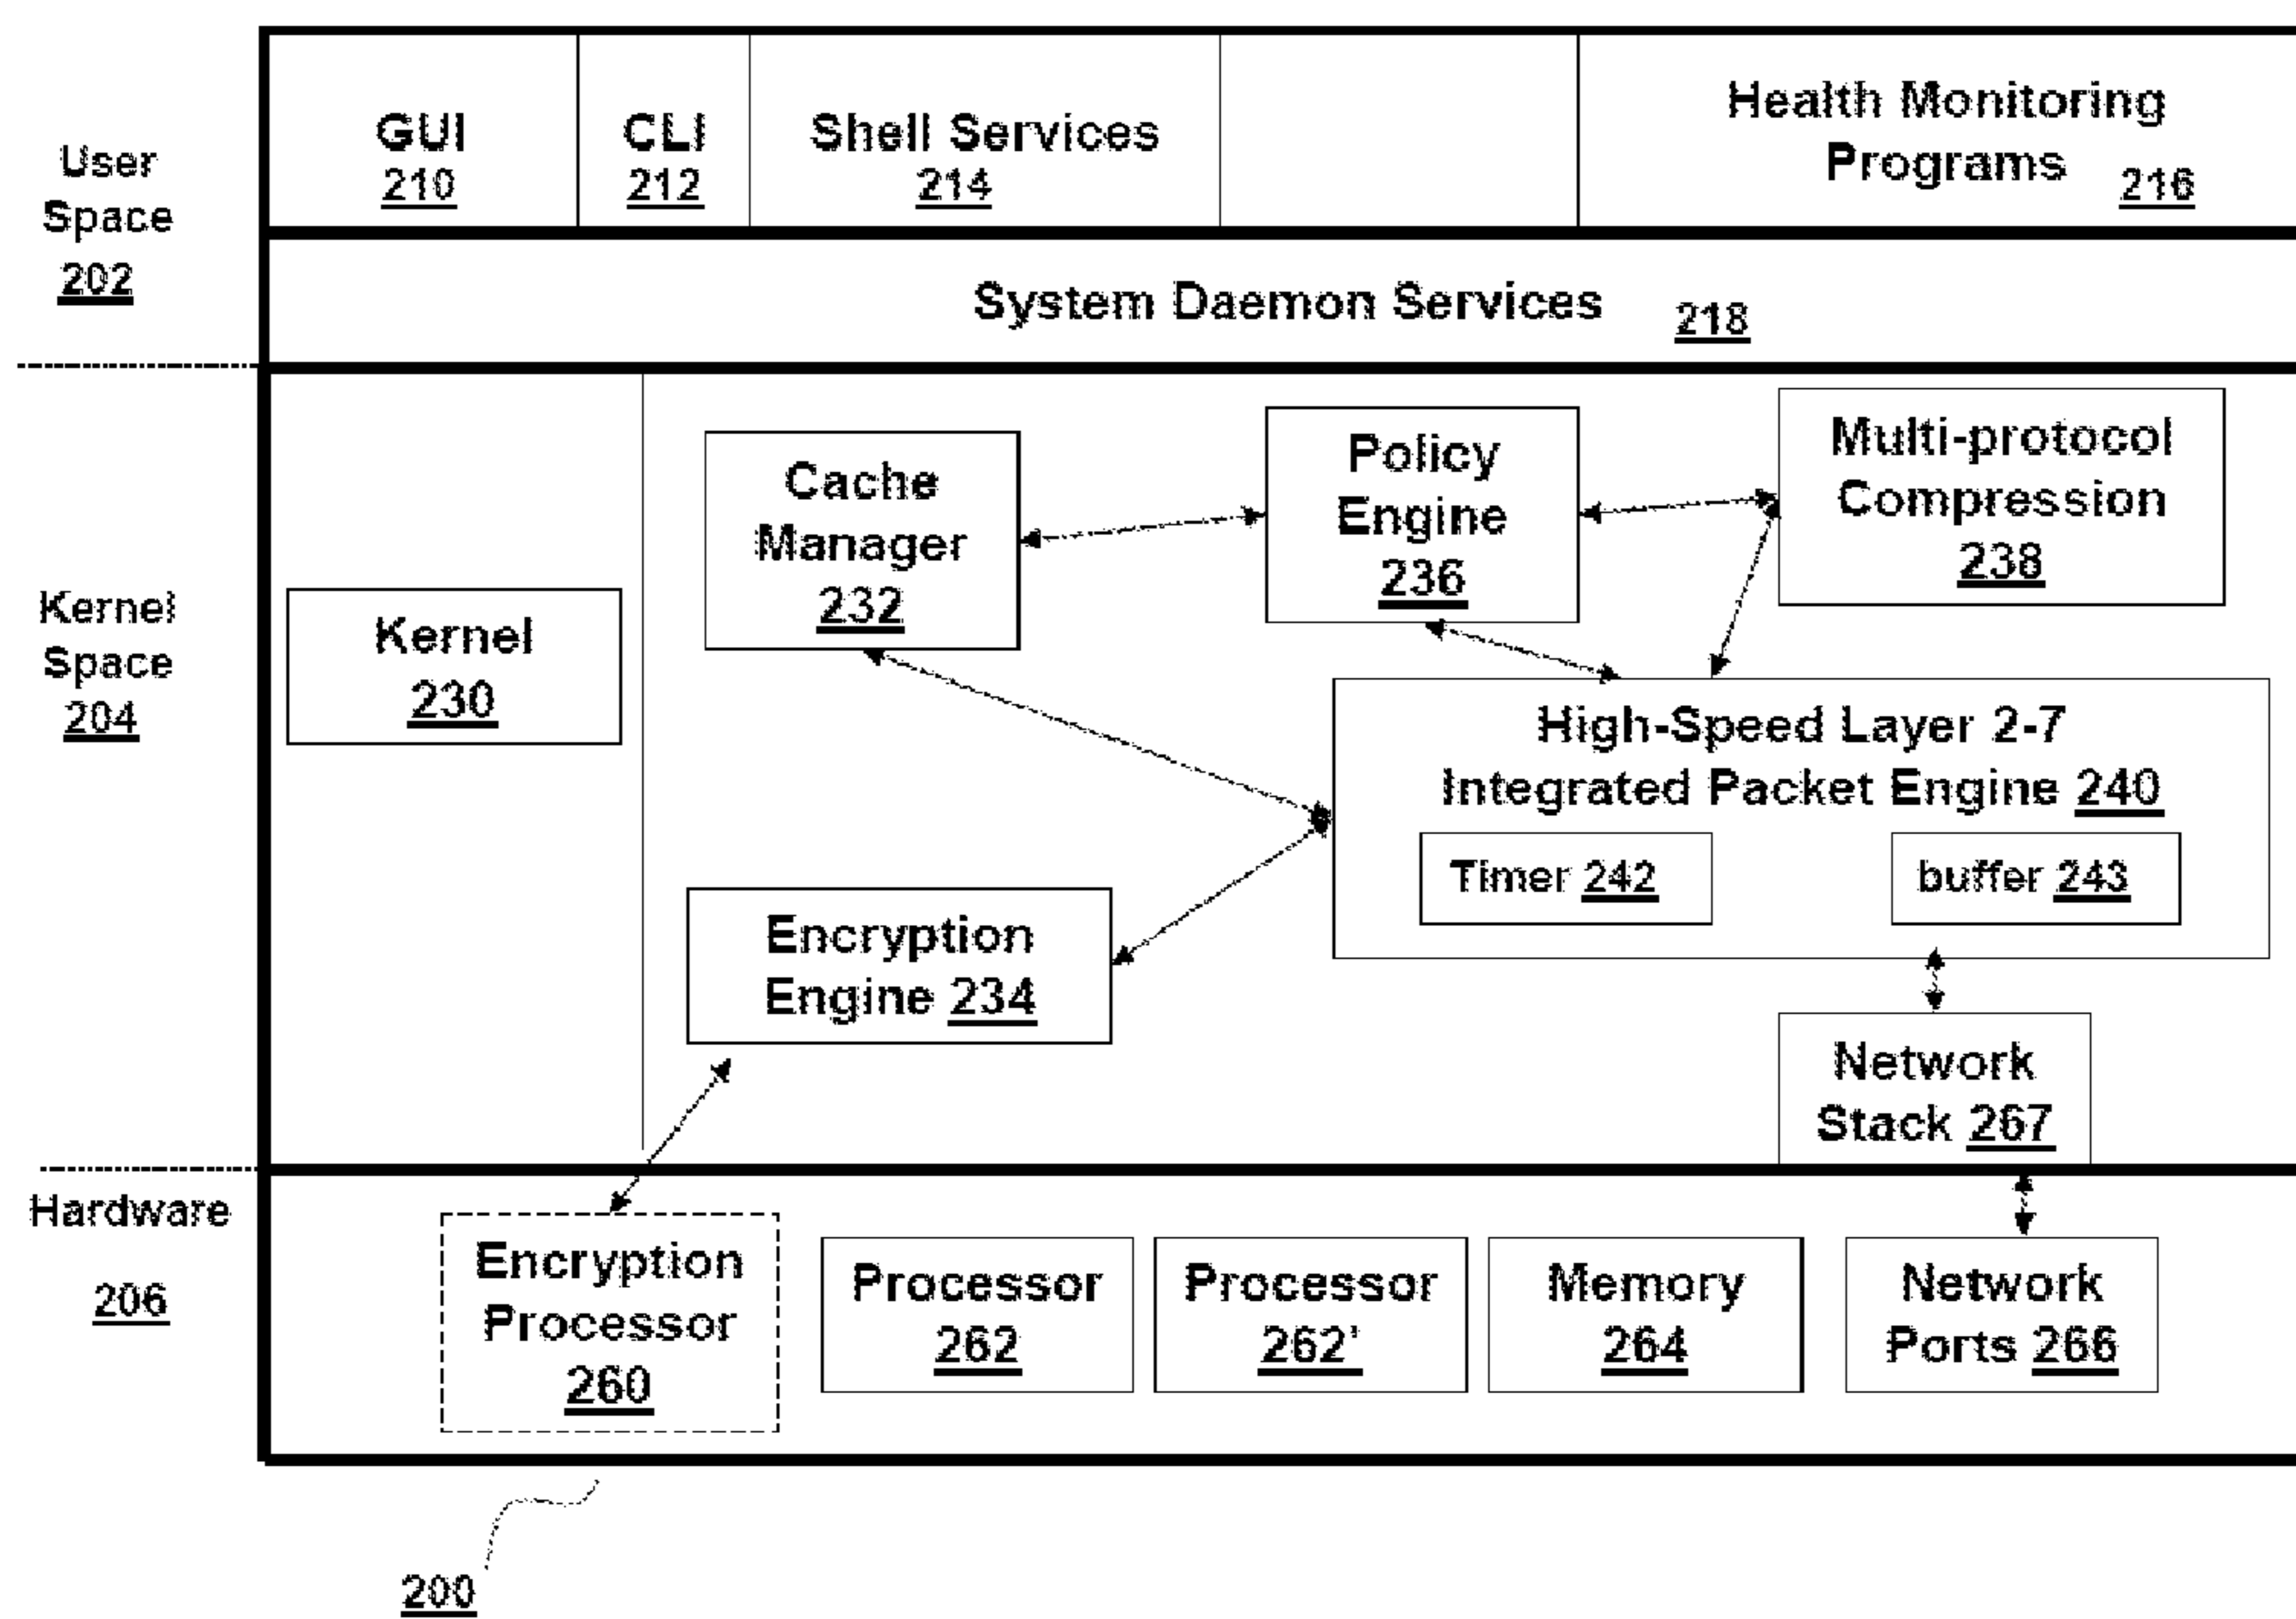 User
Space
202
GUI
210
CLI
212
Shell Services
214
Health Monitoring
Programs 216
System Daemon Services 218
Kernel
Space
204
Kernel
230
Cache
Manager
232
Policy
Engine
236
Multi-protocol
Compression
238
High-Speed Layer 2-7
Integrated Packet Engine 240
Timer 242
buffer 243
Encryption
Engine 234
Network
Stack 267
Hardware
206
Encryption
Processor
260
Processor
262
Processor
262'
Memory
264
Network
Ports 266
200